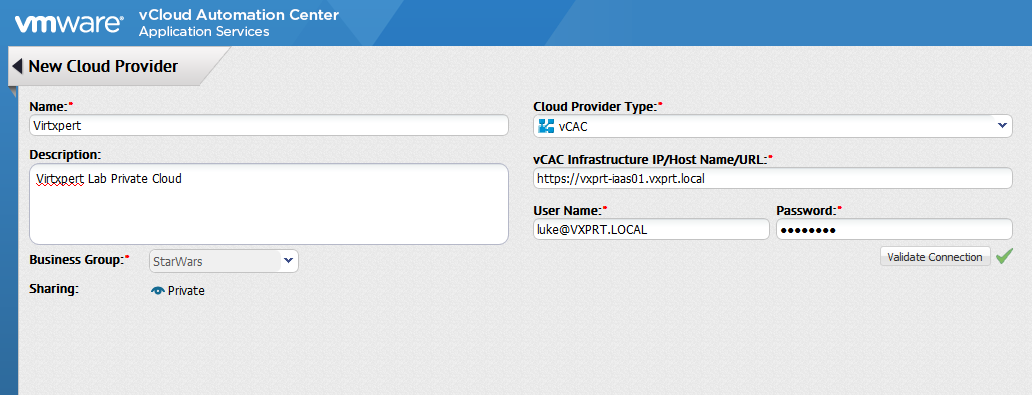 vmware vCloud Automation Center
Application Services
New Cloud Provider
Name:*
Virtxpert
Description:
Virtxpert Lab Private Cloud
Business Group:* StarWars
Sharing: Private
Cloud Provider Type:*
vCAC
vCAC Infrastructure IP/Host Name/URL:*
https://vxprt-iaas01.vxprt.local
User Name:* Password:*
luke@VXPRT.LOCAL ••••••••
Validate Connection